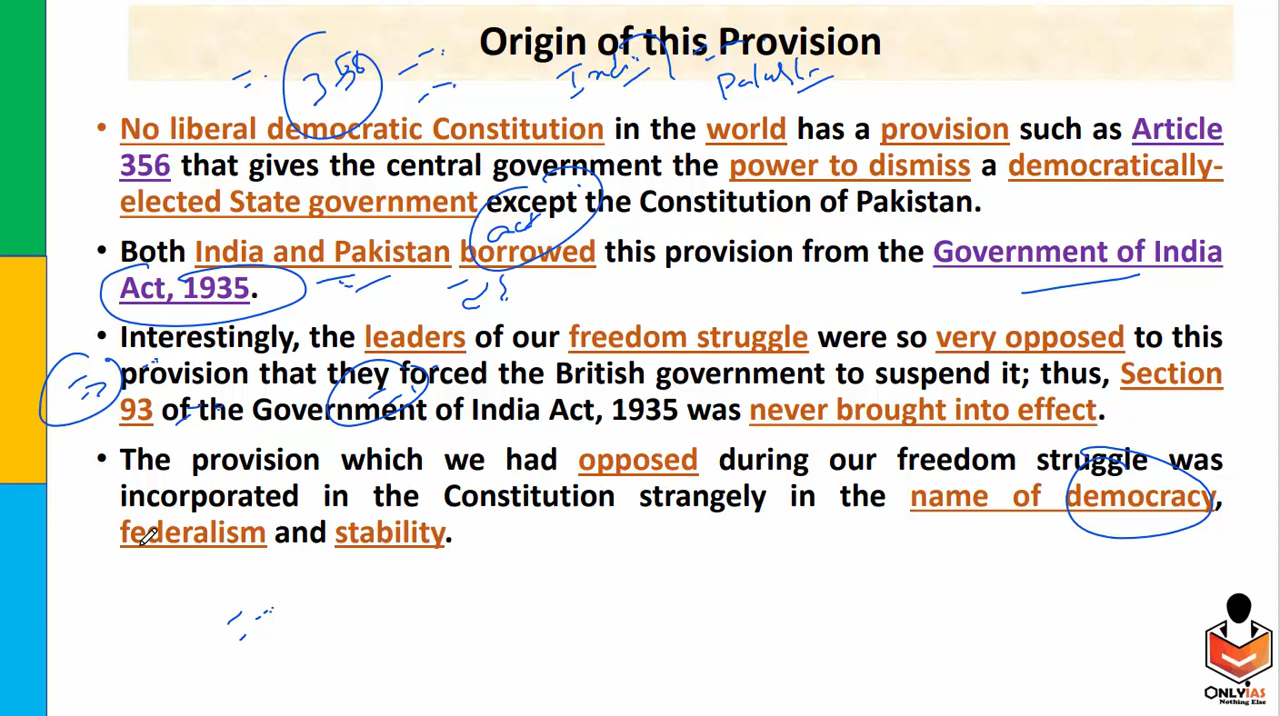 Origin of this Provision
356
• No liberal democratic Constitution in the world has a provision such as Article
356 that gives the central government the power to dismiss a democratically-
elected State government except the Constitution of Pakistan.
act
• Both India and Pakistan borrowed this provision from the Government of India
Act, 1935.
• Interestingly, the leaders of our freedom struggle were so very opposed to this
provision that they forced the British government to suspend it; thus, Section
93 of the Government of India Act, 1935 was never brought into effect.
• The provision which we had opposed during our freedom struggle was
incorporated in the Constitution strangely in the name of democracy,
federalism and stability.
ONLYIAS
Nothing Else